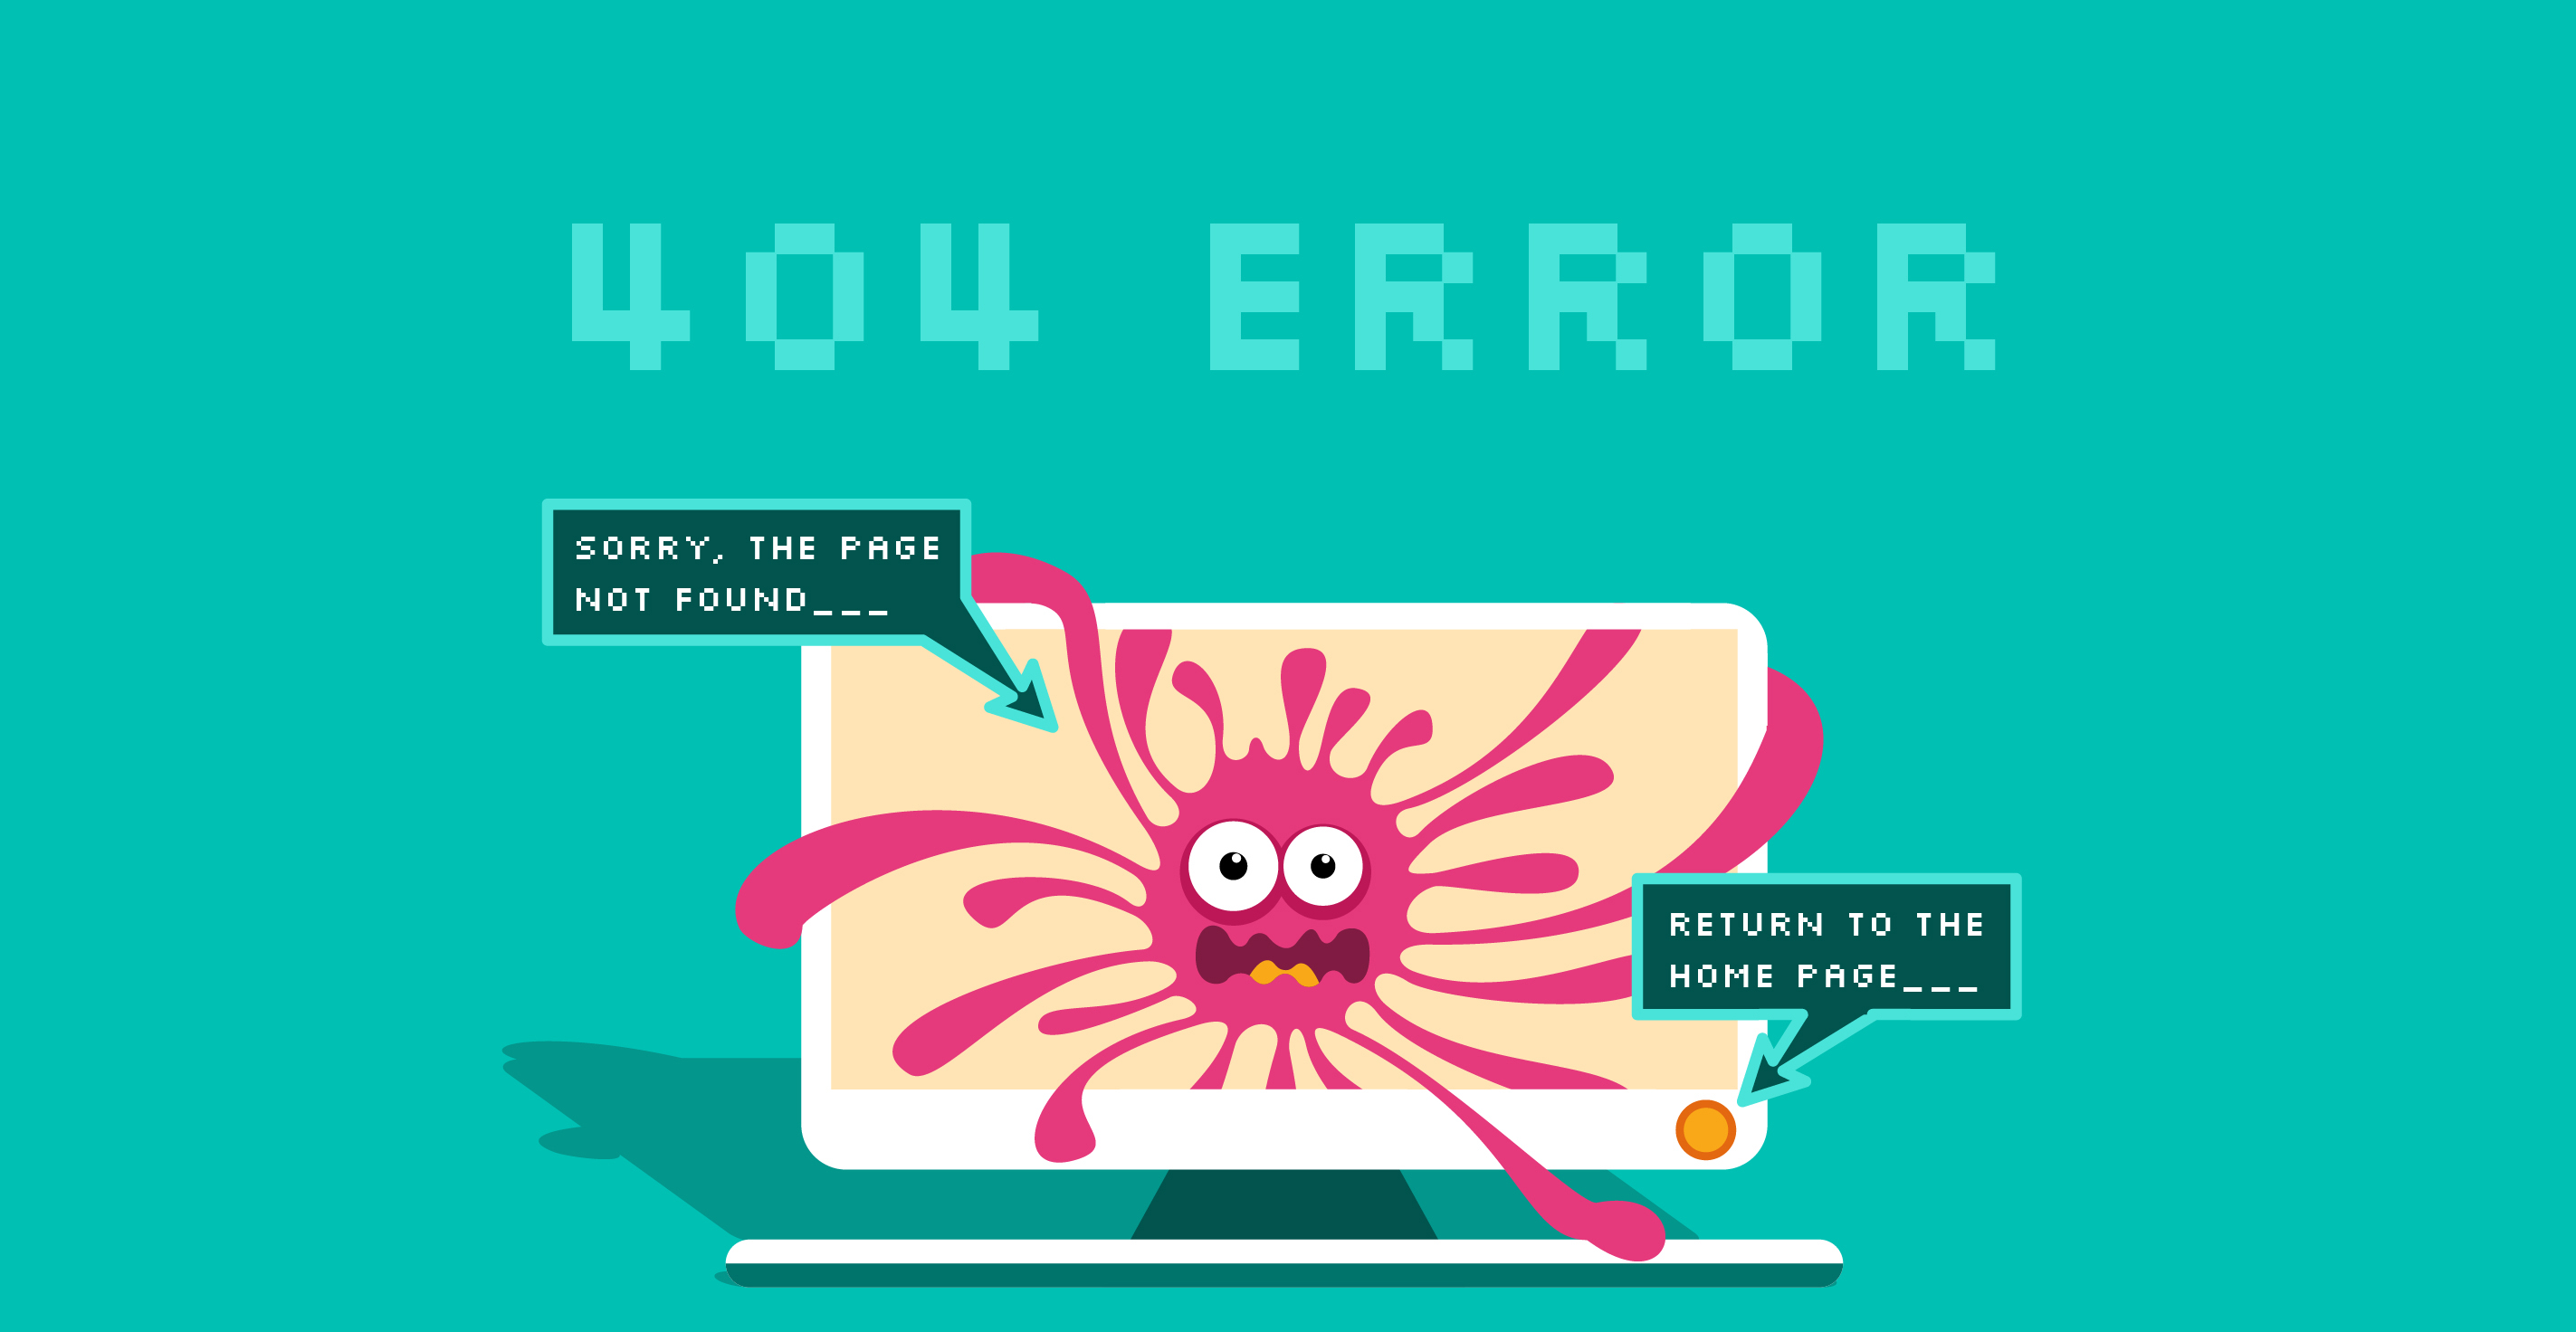 404 ERROR
SORRY, THE PAGE
NOT FOUND___
RETURN TO THE
HOME PAGE___